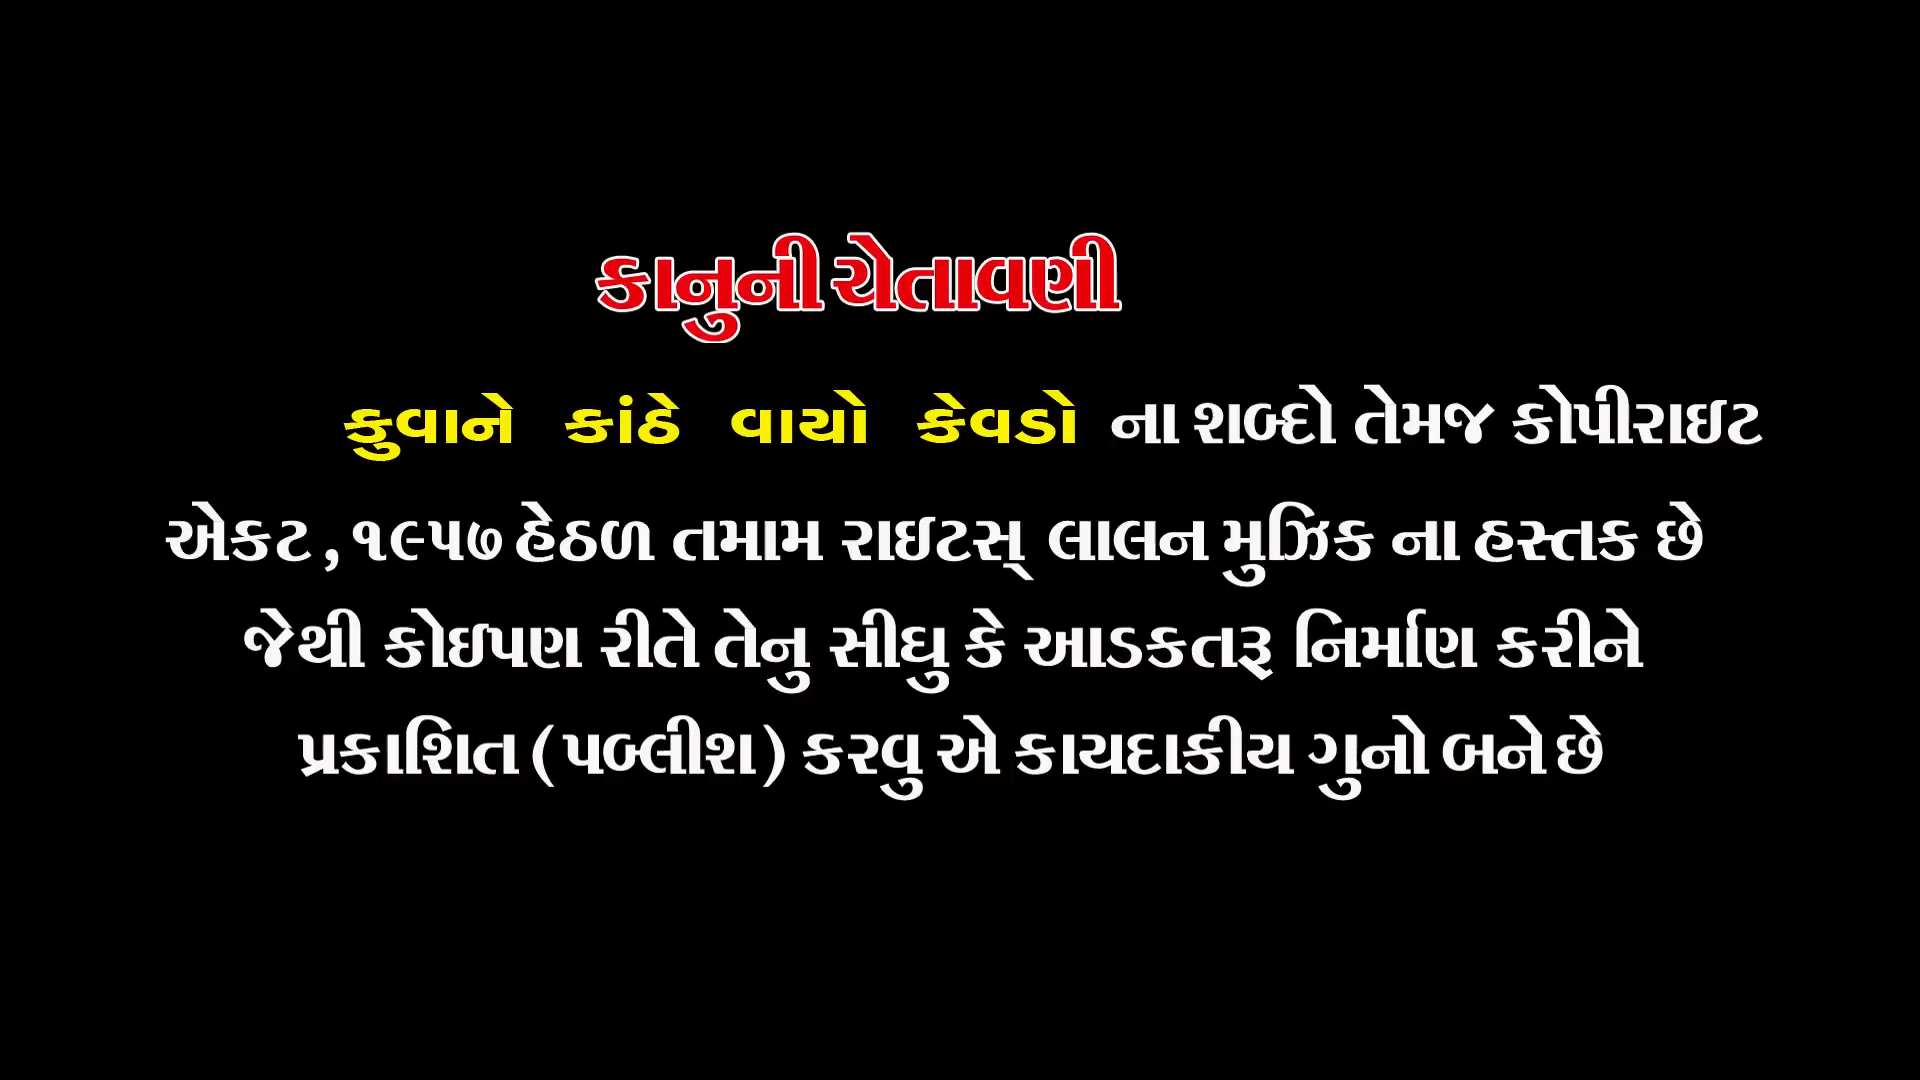 કાનુની ચેતાવણી
કુવાને કાંઠે વાયો કેવડો ના શબ્દો તેમજ કોપીરાઇટ
એકટ , ૧૯૫૭ હેઠળ તમામ રાઇટસ્ લાલન મુઝિક ના હસ્તક છે
જેથી કોઇપણ રીતે તેનુ સીધુ કે આડકતરૂ નિર્માણ કરીને
પ્રકાશિત ( પબ્લીશ ) કરવુ એ કાયદાકીય ગુનો બને છે